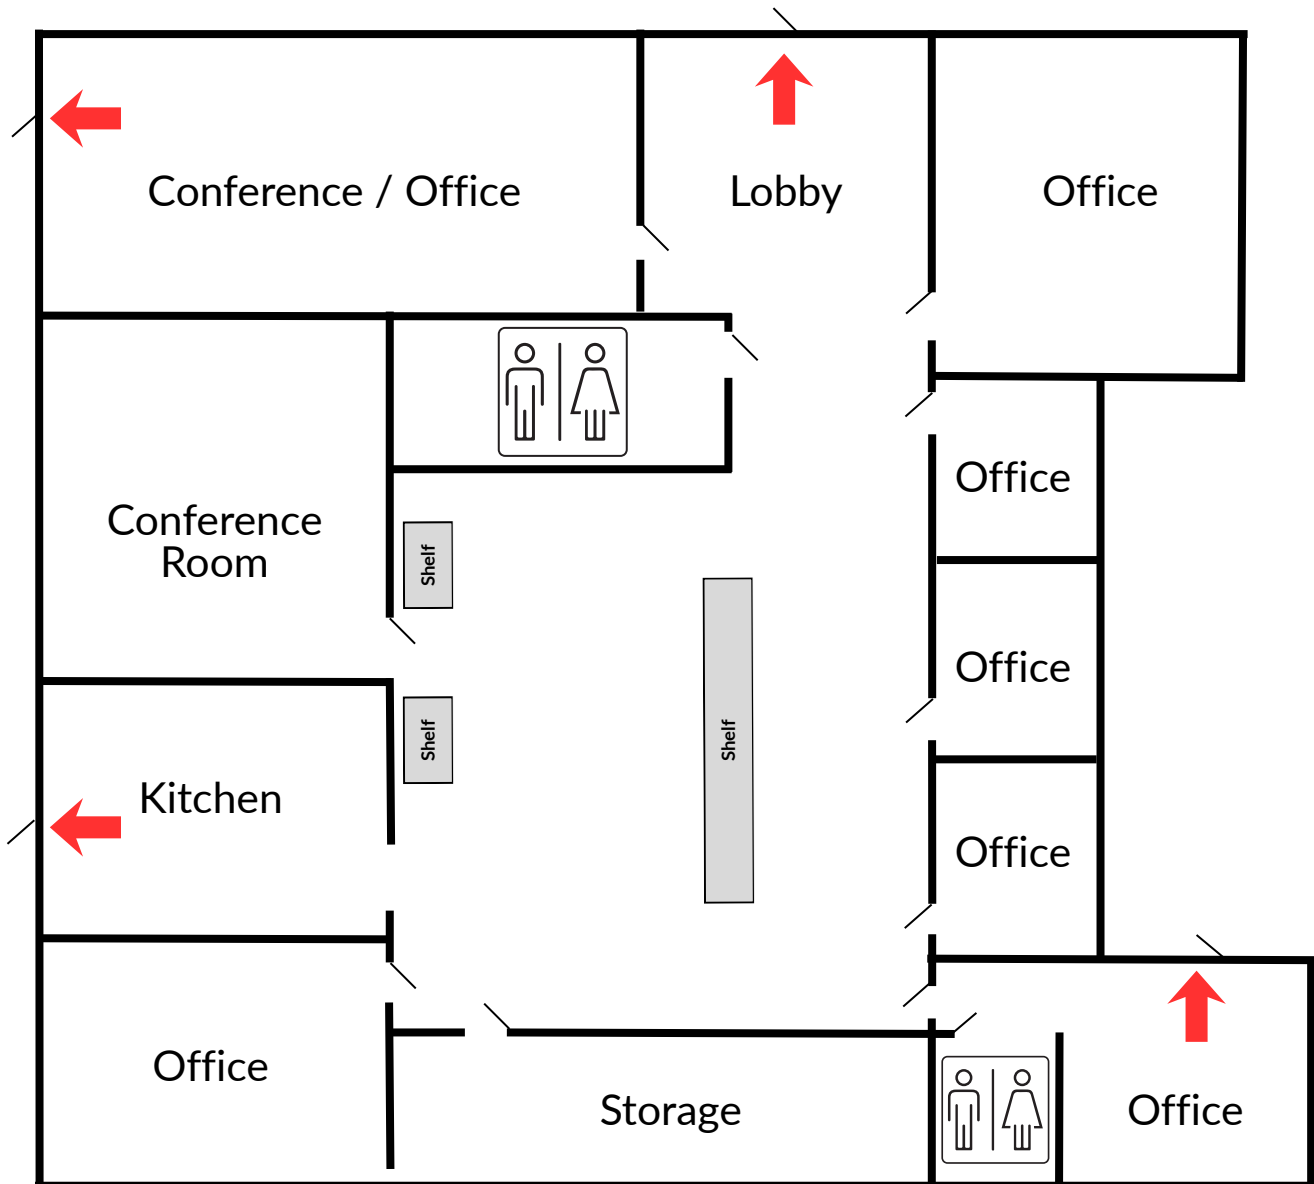 Conference / Office
Lobby
Office
Office
Conference
Room
Shelf
Office
Shelf
Shelf
Kitchen
Office
Office
Storage
Office